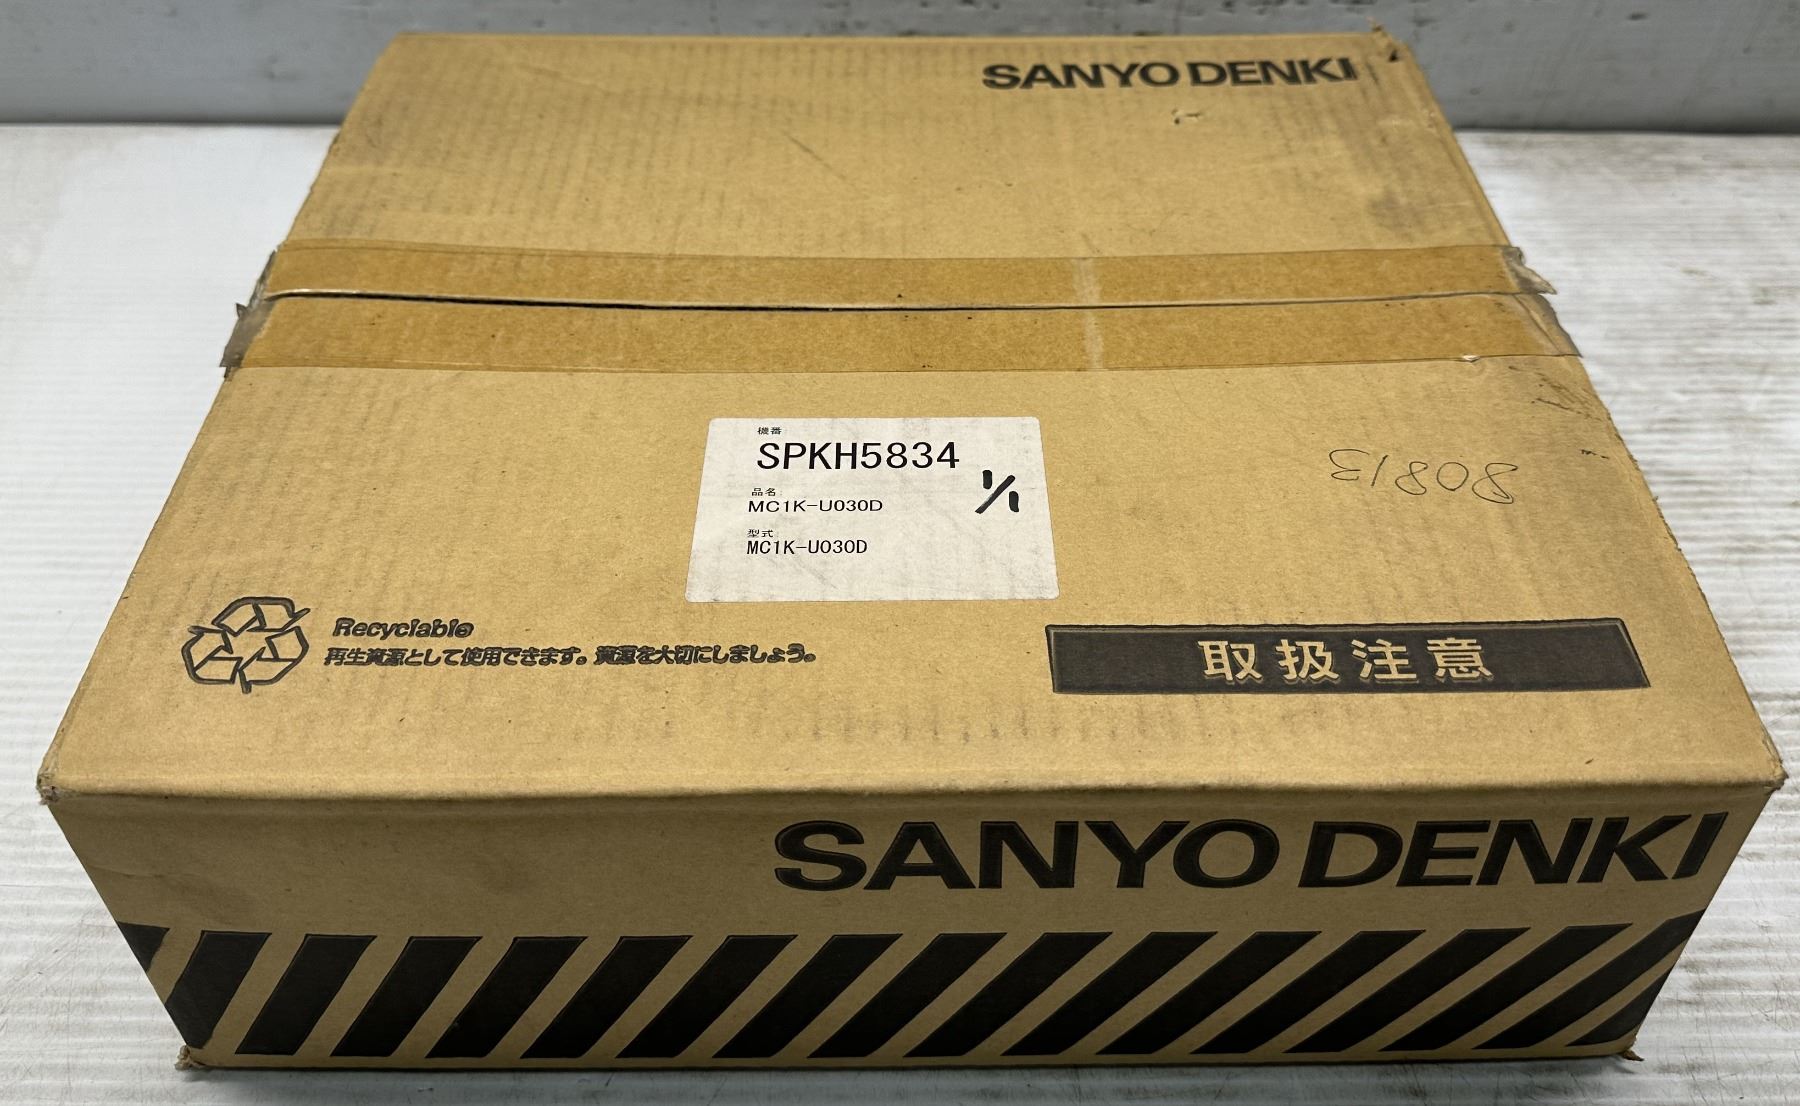 SANYO DENKI
機番:
SPKH5834
1/1
品名:
MC1K-U030D
型式:
MC1K-U030D
80813
Recyclable
再生資源として使用できます。資源を大切にしましょう。
取扱注意
SANYO DENKI